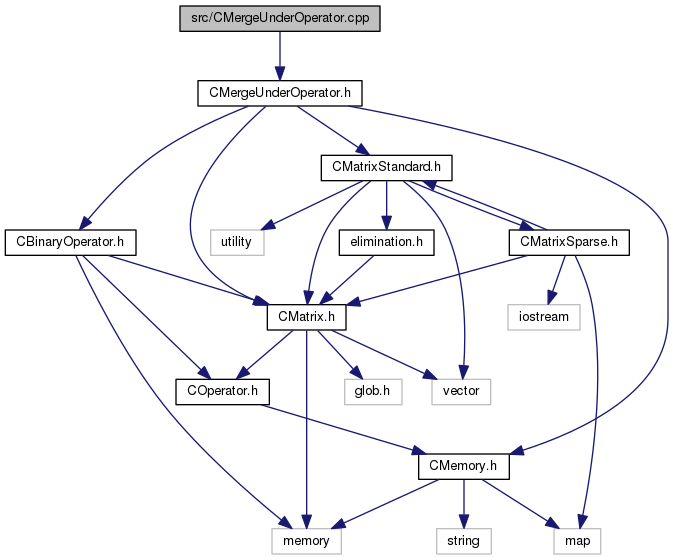 src/CMergeUnderOperator.cpp
CMergeUnderOperator.h
CMatrixStandard.h
CBinaryOperator.h
utility
elimination.h
CMatrixSparse.h
CMatrix.h
iostream
COperator.h
glob.h
vector
CMemory.h
memory
string
map